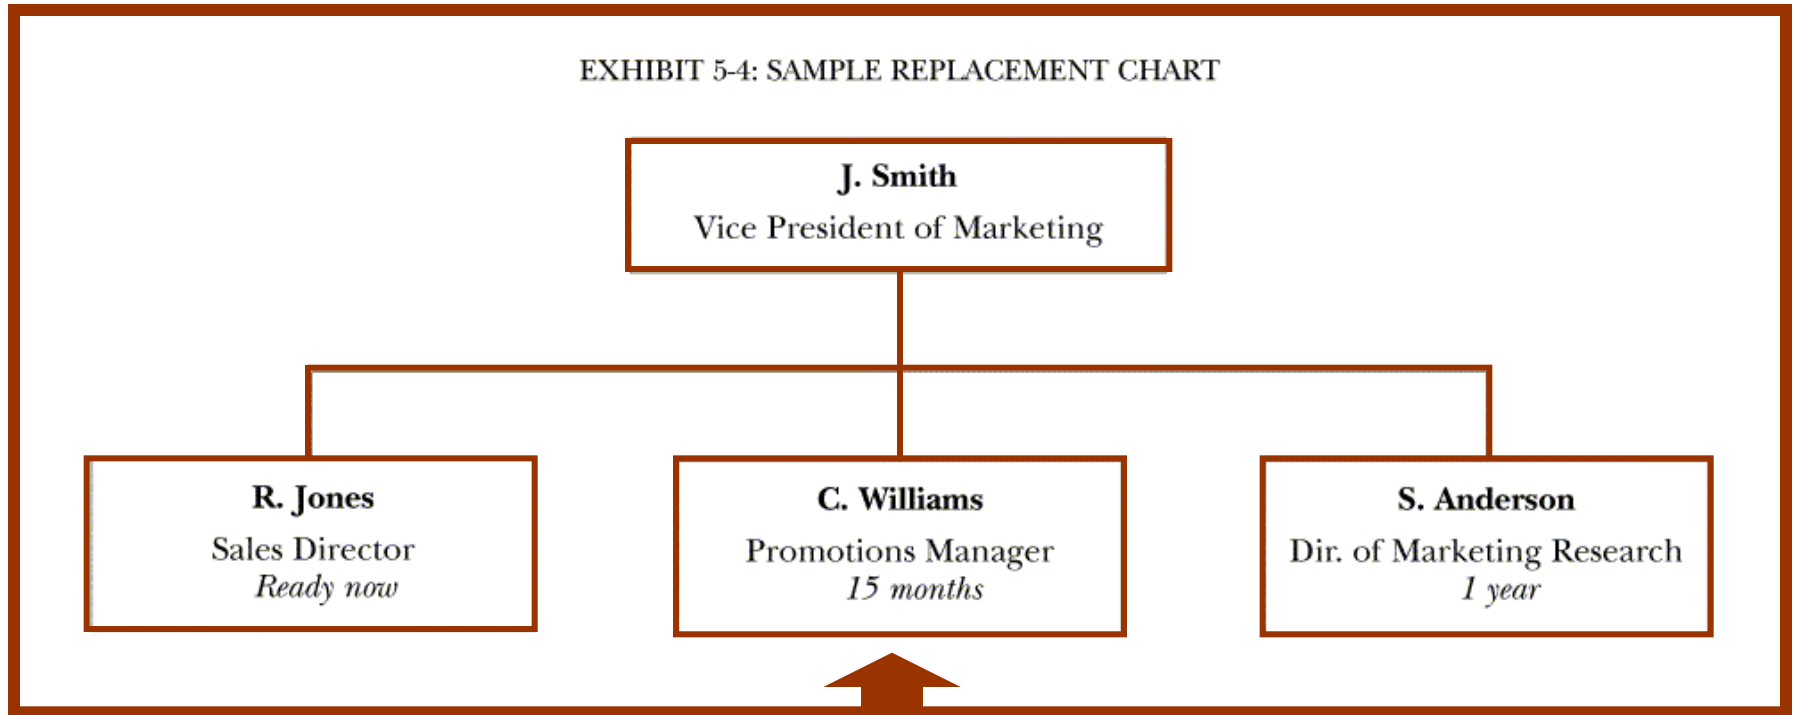 EXHIBIT 5-4: SAMPLE REPLACEMENT CHART
J. Smith
Vice President of Marketing
R. Jones
Sales Director
Ready now
C. Williams
Promotions Manager
15 months
S. Anderson
Dir. of Marketing Research
1 year